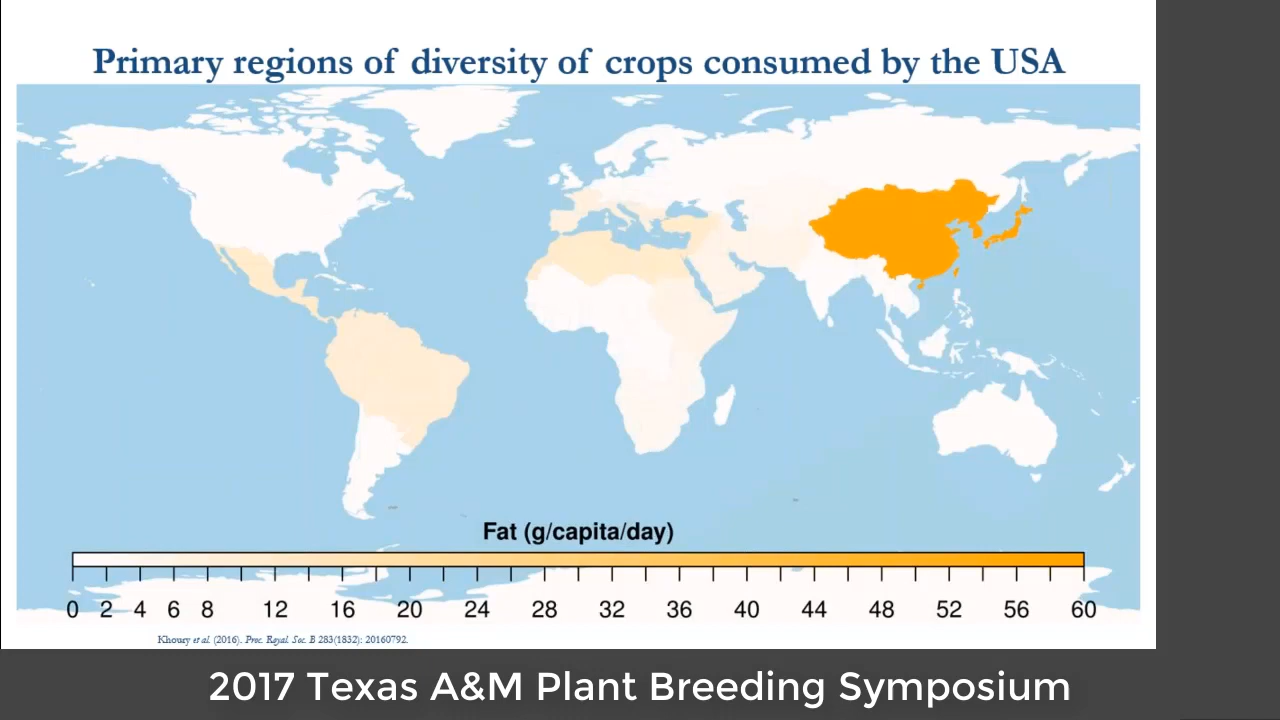 Primary regions of diversity of crops consumed by the USA
Fat (g/capita/day)
0 2 4 6 8 12 16 20 24 28 32 36 40 44 48 52 56 60
Khoury et al. (2016). Proc. Royal. Soc. B 283(1832): 20160792.
2017 Texas A&M Plant Breeding Symposium